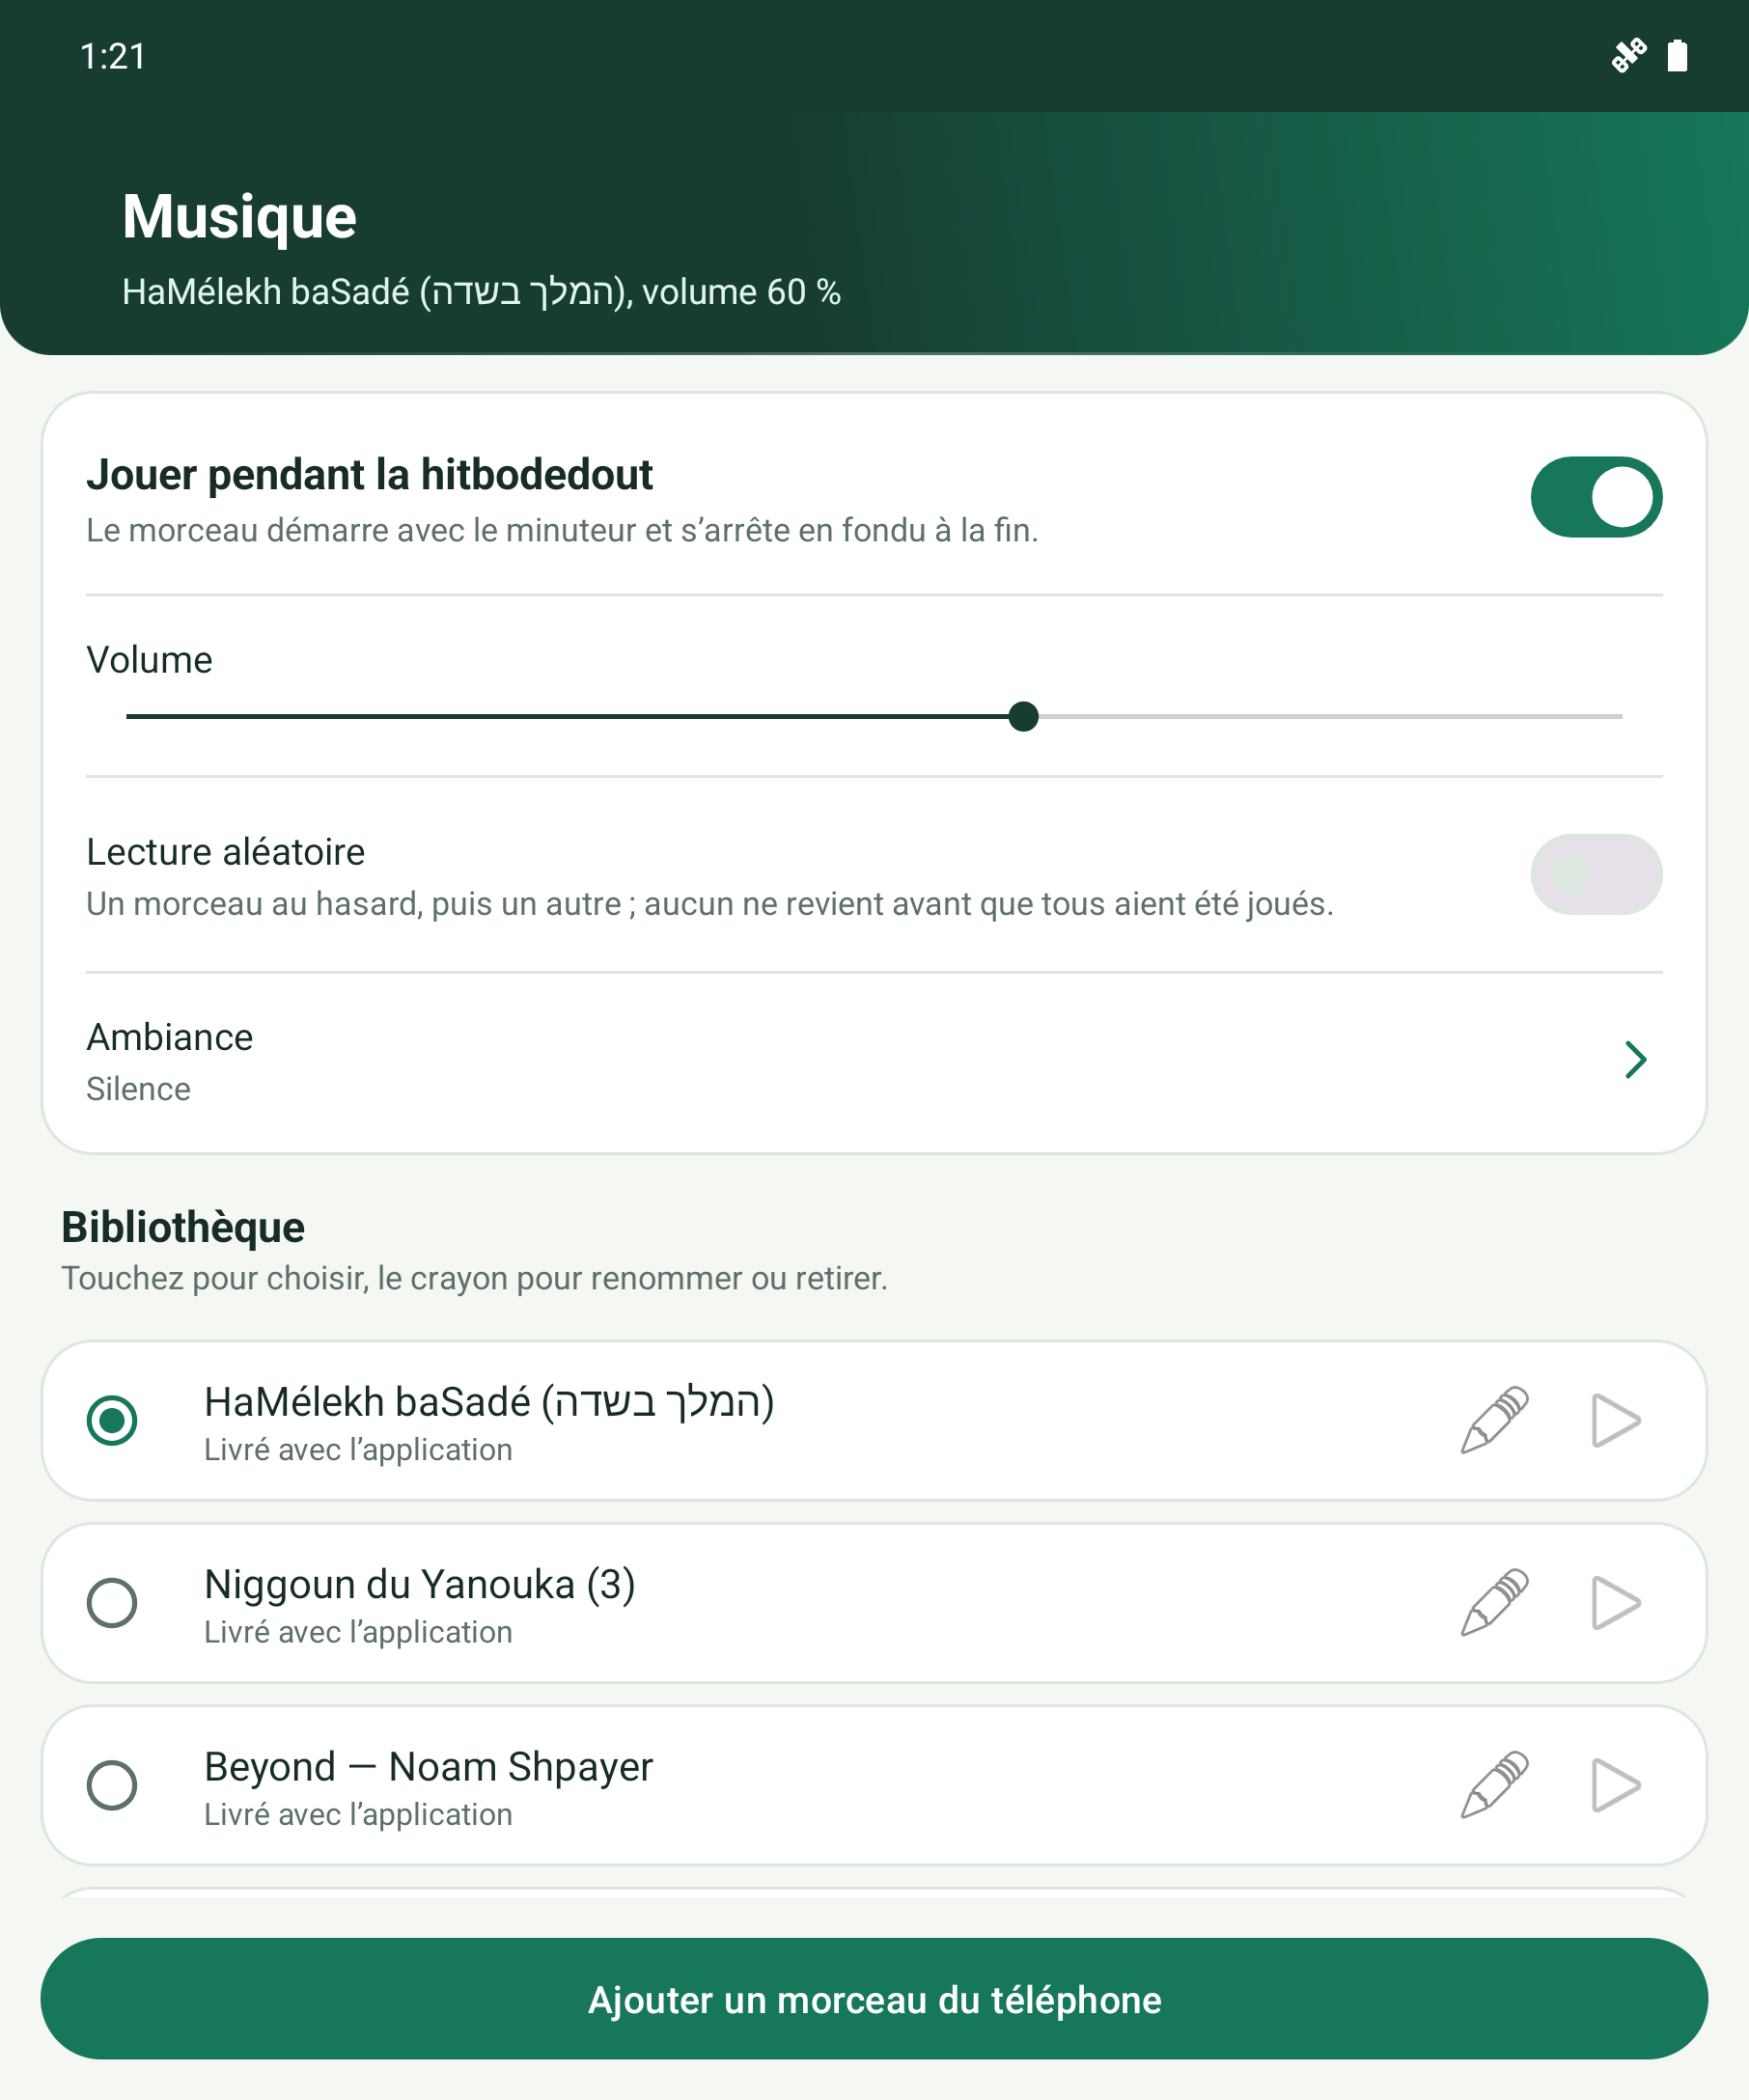 1:21
Musique
HaMélekh baSadé (המלך בשדה), volume 60 %
Jouer pendant la hitbodedout
Le morceau démarre avec le minuteur et s’arrête en fondu à la fin.
Volume
Lecture aléatoire
Un morceau au hasard, puis un autre ; aucun ne revient avant que tous aient été joués.
Ambiance
Silence
Bibliothèque
Touchez pour choisir, le crayon pour renommer ou retirer.
HaMélekh baSadé (המלך בשדה)
Livré avec l’application
Niggoun du Yanouka (3)
Livré avec l’application
Beyond — Noam Shpayer
Livré avec l’application
Ajouter un morceau du téléphone